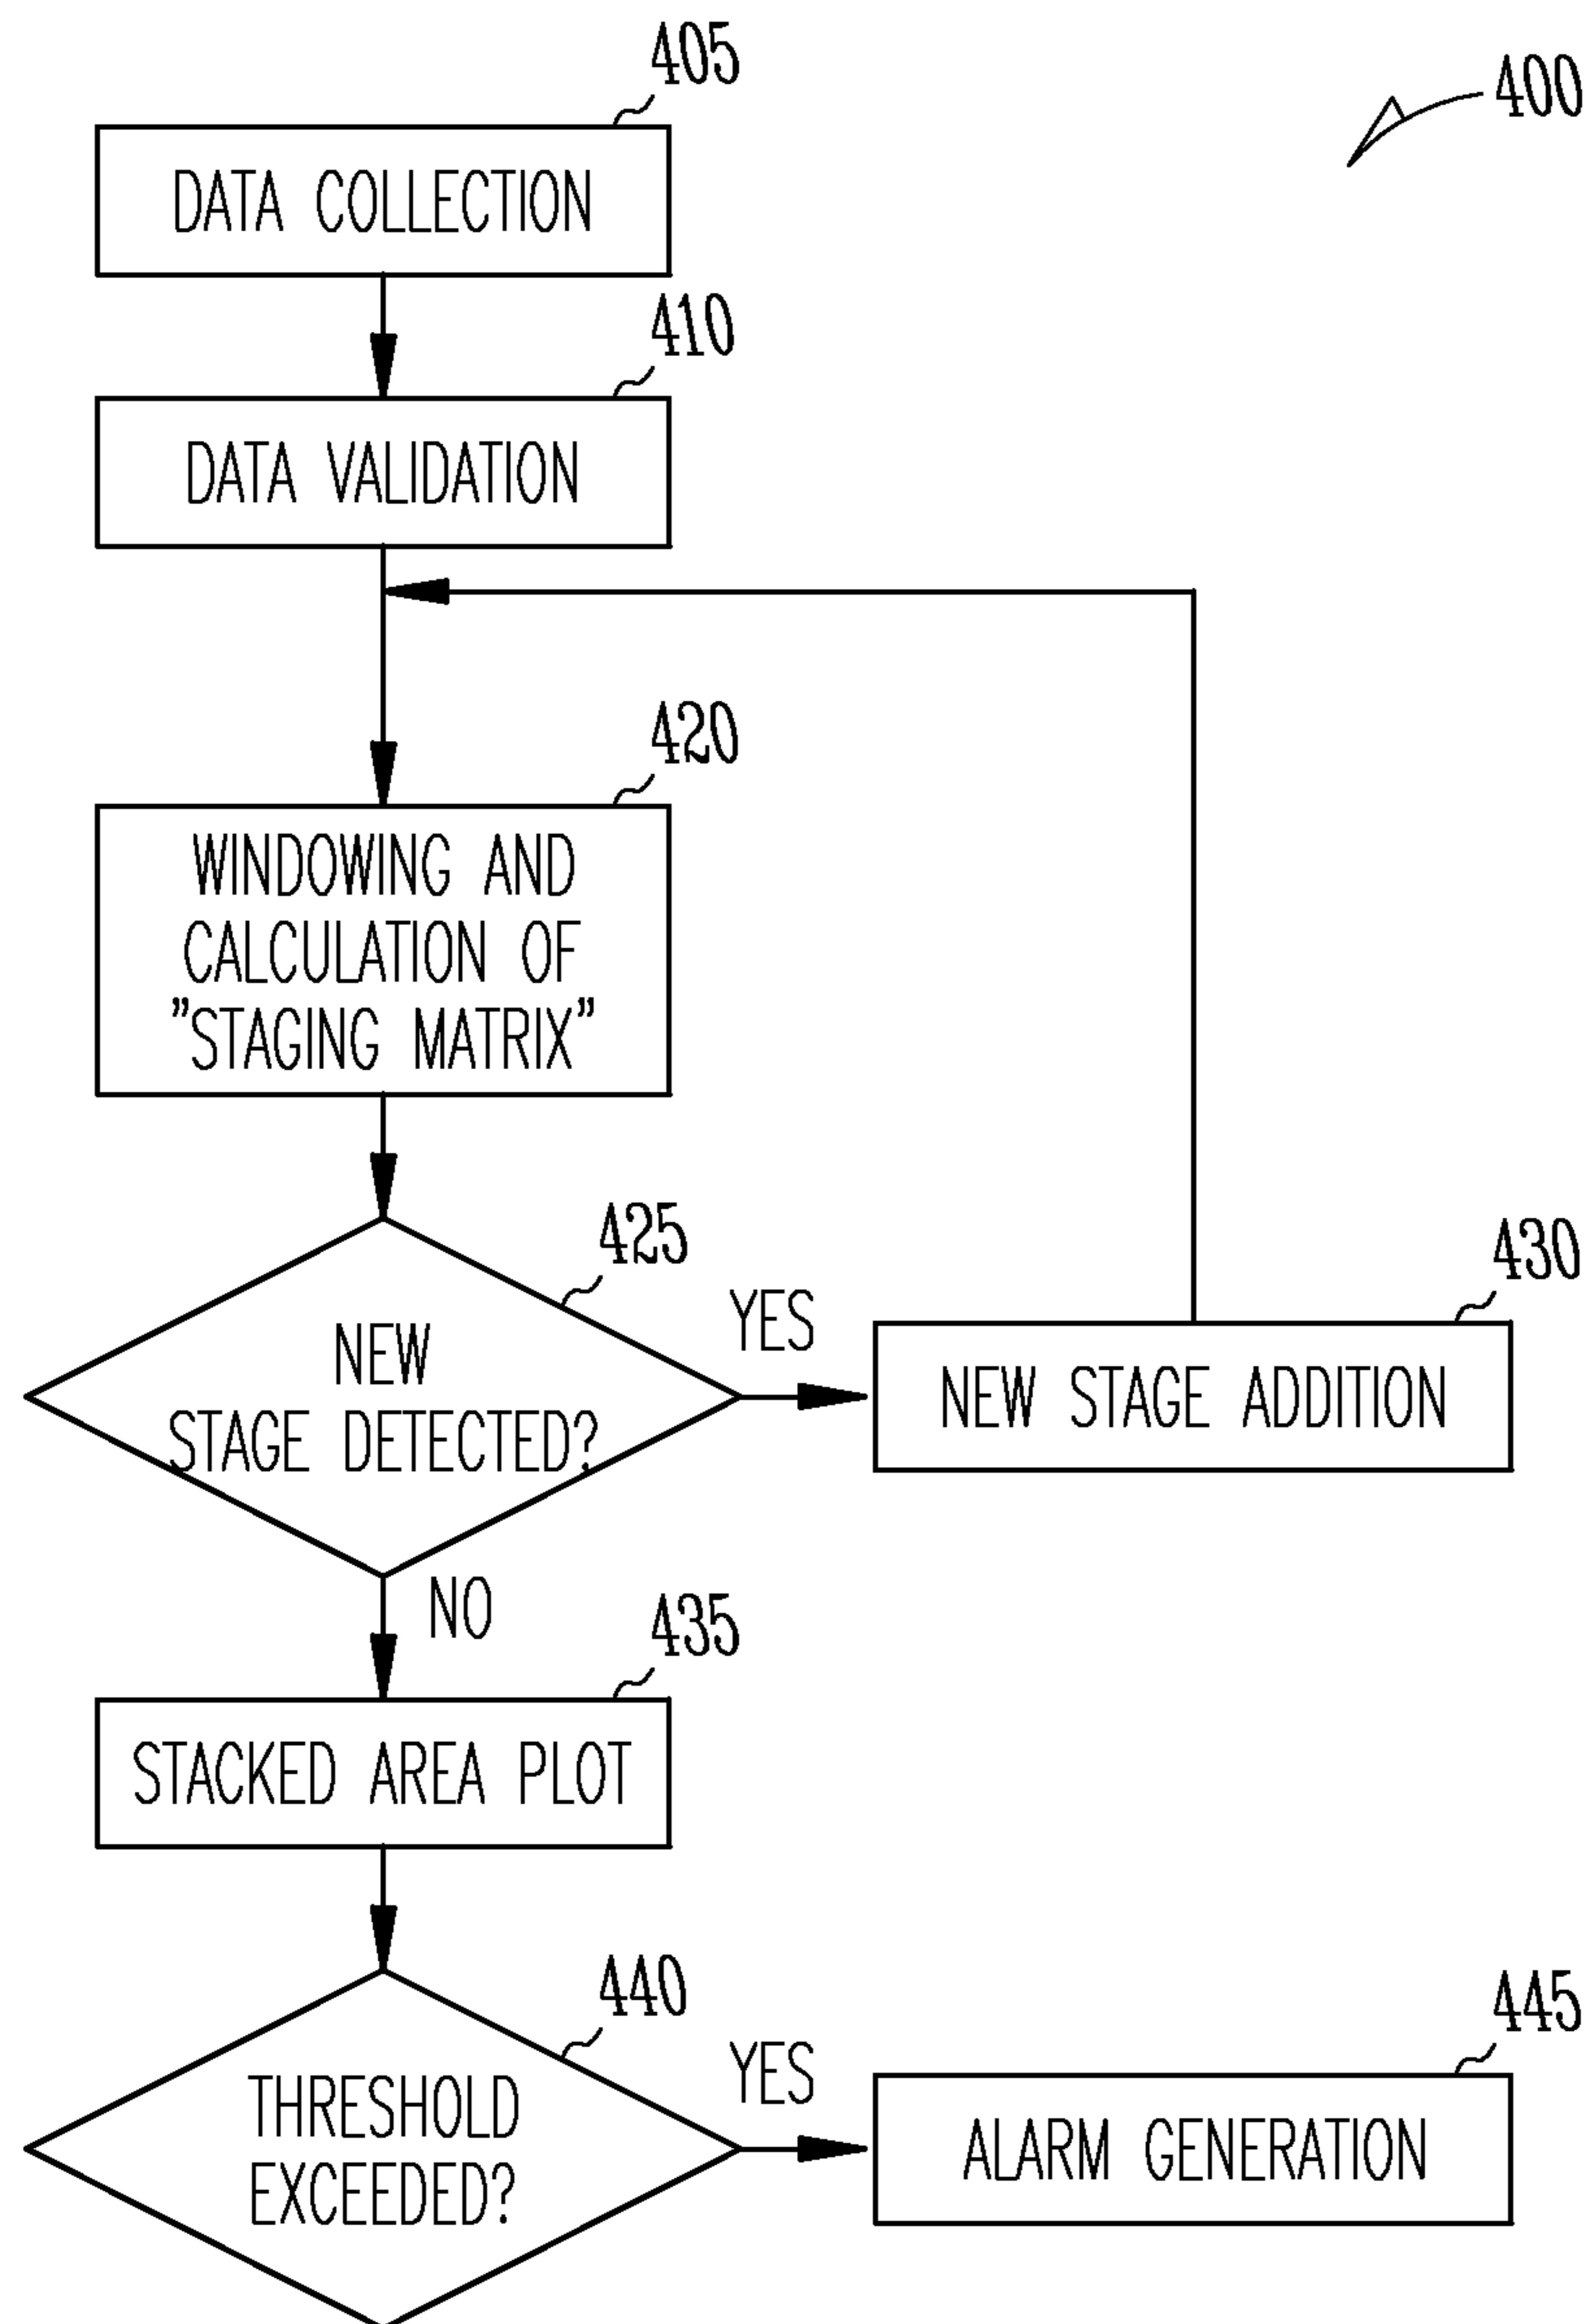 405
400
DATA COLLECTION
410
DATA VALIDATION
420
WINDOWING AND
CALCULATION OF
"STAGING MATRIX"
425
YES
430
NEW
STAGE DETECTED?
NEW STAGE ADDITION
NO
435
STACKED AREA PLOT
440
YES
445
THRESHOLD
EXCEEDED?
ALARM GENERATION